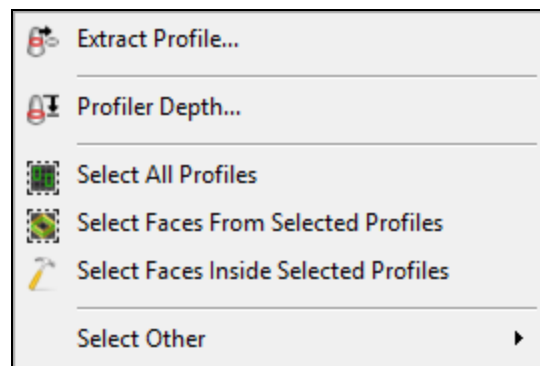 Extract Profile...
Profiler Depth...
Select All Profiles
Select Faces From Selected Profiles
Select Faces Inside Selected Profiles
Select Other